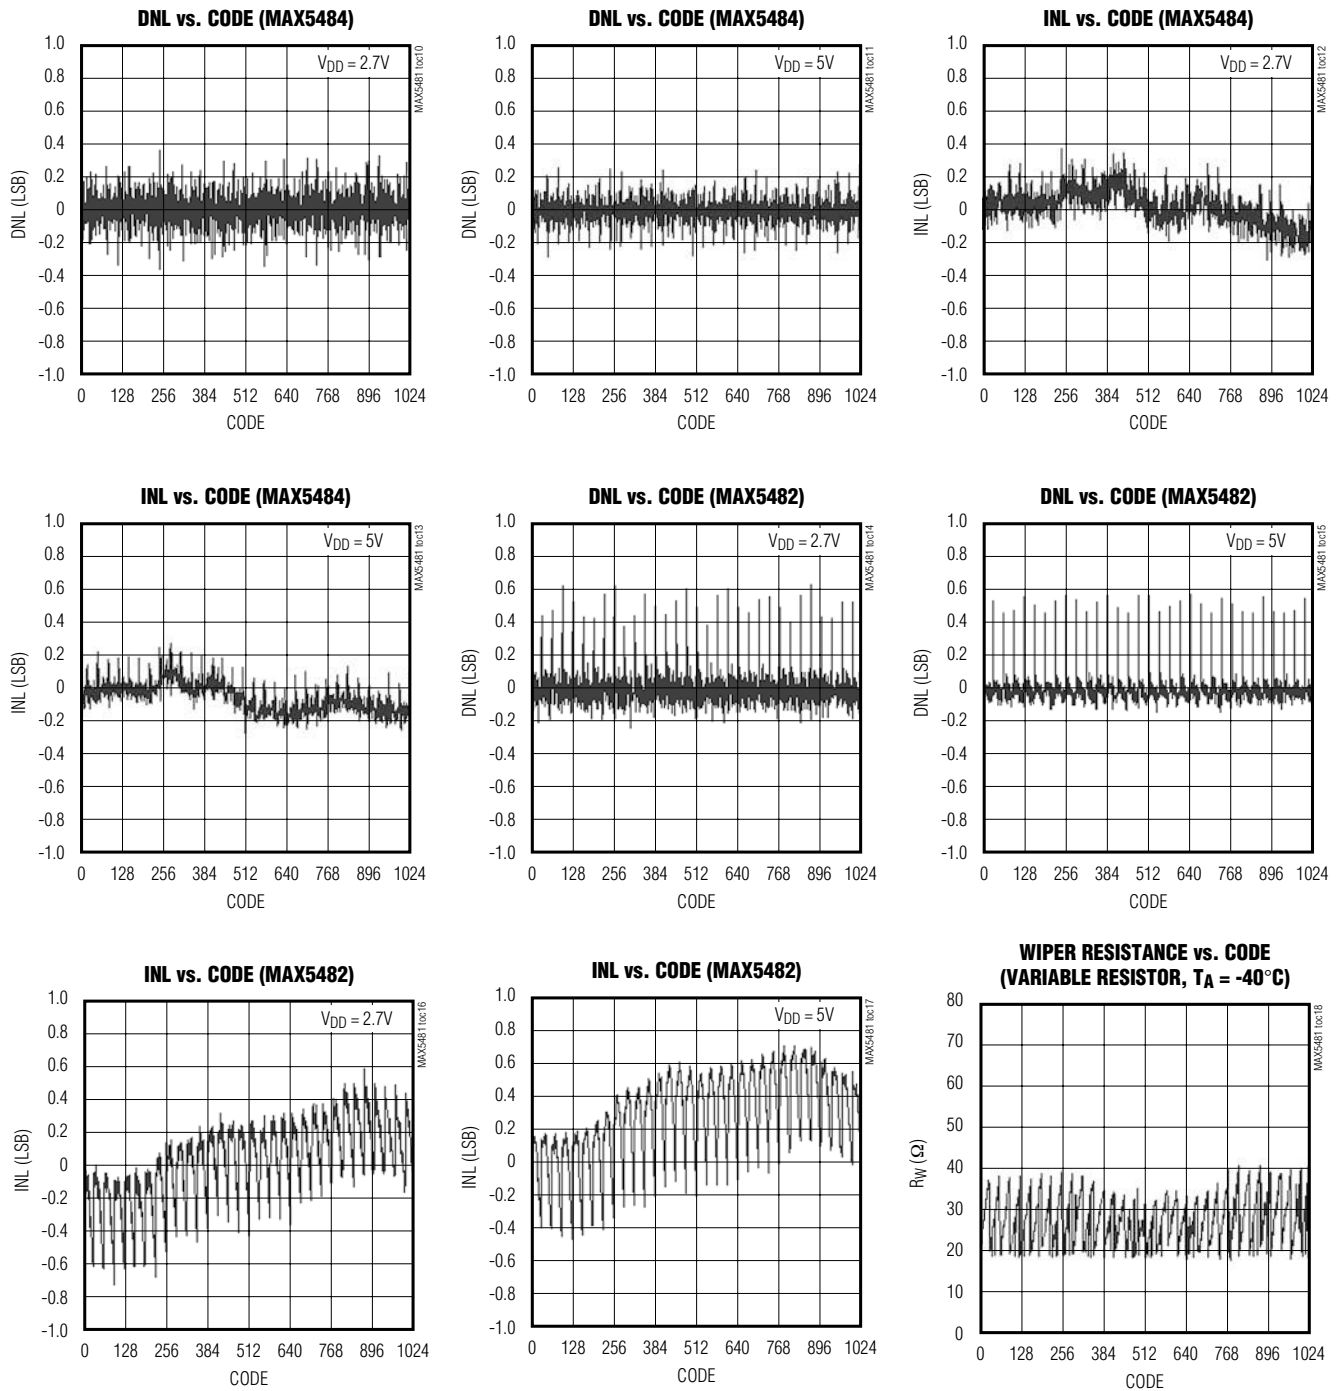 DNL vs. CODE (MAX5484)
1.0
0.8
0.6
0.4
0.2
0
-0.2
-0.4
-0.6
-0.8
-1.0
DNL (LSB)
VDD = 2.7V
MAX5481 toc10
0 128 256 384 512 640 768 896 1024
CODE
DNL vs. CODE (MAX5484)
1.0
0.8
0.6
0.4
0.2
0
-0.2
-0.4
-0.6
-0.8
-1.0
DNL (LSB)
VDD = 5V
MAX5481 toc11
0 128 256 384 512 640 768 896 1024
CODE
INL vs. CODE (MAX5484)
1.0
0.8
0.6
0.4
0.2
0
-0.2
-0.4
-0.6
-0.8
-1.0
INL (LSB)
VDD = 2.7V
MAX5481 toc12
0 128 256 384 512 640 768 896 1024
CODE
INL vs. CODE (MAX5484)
1.0
0.8
0.6
0.4
0.2
0
-0.2
-0.4
-0.6
-0.8
-1.0
INL (LSB)
VDD = 5V
MAX5481 toc13
0 128 256 384 512 640 768 896 1024
CODE
DNL vs. CODE (MAX5482)
1.0
0.8
0.6
0.4
0.2
0
-0.2
-0.4
-0.6
-0.8
-1.0
DNL (LSB)
VDD = 2.7V
MAX5481 toc14
0 128 256 384 512 640 768 896 1024
CODE
DNL vs. CODE (MAX5482)
1.0
0.8
0.6
0.4
0.2
0
-0.2
-0.4
-0.6
-0.8
-1.0
DNL (LSB)
VDD = 5V
MAX5481 toc15
0 128 256 384 512 640 768 896 1024
CODE
INL vs. CODE (MAX5482)
1.0
0.8
0.6
0.4
0.2
0
-0.2
-0.4
-0.6
-0.8
-1.0
INL (LSB)
VDD = 2.7V
MAX5481 toc16
0 128 256 384 512 640 768 896 1024
CODE
INL vs. CODE (MAX5482)
1.0
0.8
0.6
0.4
0.2
0
-0.2
-0.4
-0.6
-0.8
-1.0
INL (LSB)
VDD = 5V
MAX5481 toc17
0 128 256 384 512 640 768 896 1024
CODE
WIPER RESISTANCE vs. CODE
(VARIABLE RESISTOR, TA = -40°C)
80
70
60
50
40
30
20
10
0
RW (Ω)
MAX5481 toc18
0 128 256 384 512 640 768 896 1024
CODE